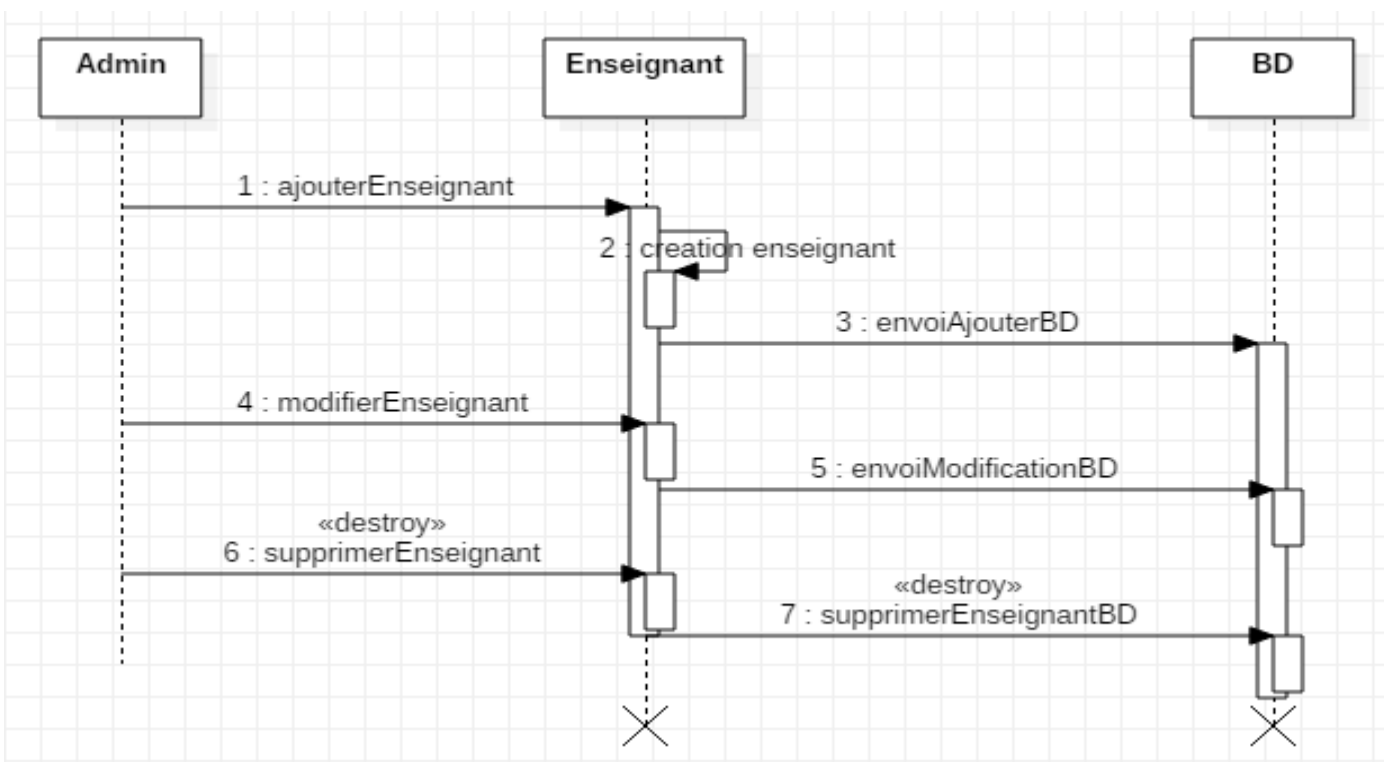 Admin
Enseignant
BD
1 : ajouterEnseignant
2 : creation enseignant
3 : envoiAjouterBD
4 : modifierEnseignant
5 : envoiModificationBD
«destroy»
6 : supprimerEnseignant
«destroy»
7 : supprimerEnseignantBD